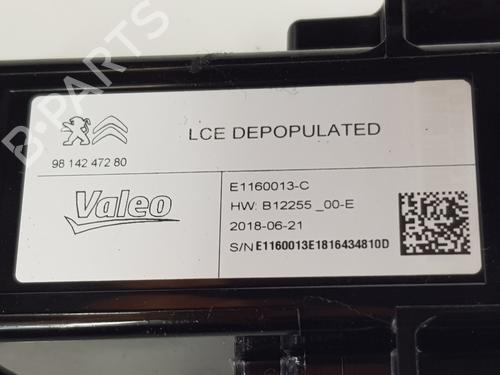 B-PARTS
LCE DEPOPULATED
98 142 472 80
Valeo
E1160013-C
HW: B12255 _00-E
2018-06-21
S/N E1160013E1816434810D